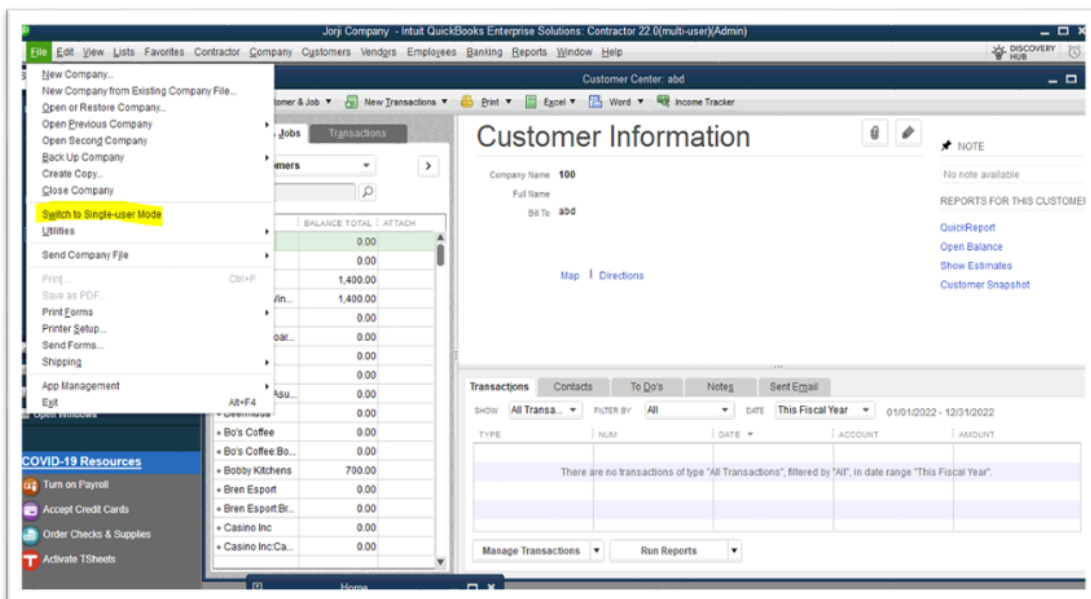 Jorji Company - Intuit QuickBooks Enterprise Solutions: Contractor 22.0(multi-user)(Admin)
File Edit View Lists Favorites Contractor Company Customers Vendors Employees Banking Reports Window Help
DISCOVERY HUB
New Company...
New Company from Existing Company File...
Open or Restore Company...
Open Previous Company
Open Second Company
Back Up Company
Create Copy...
Close Company
Switch to Single-user Mode
Utilities
Send Company File
Print... Ctrl+P
Save as PDF...
Print Forms
Printer Setup...
Send Forms...
Shipping
App Management
Exit Alt+F4
Customer Center: abd
& Job New Transactions Print Excel Word Income Tracker
Jobs Transactions
BALANCE TOTAL ATTACH
0.00
0.00
1,400.00
1,400.00
0.00
0.00
0.00
0.00
0.00
0.00
Bo's Coffee 0.00
Bo's Coffee:Bo... 0.00
Bobby Kitchens 700.00
Bren Esport 0.00
Bren Esport:Br... 0.00
Casino Inc 0.00
Casino Inc:Ca... 0.00
Customer Information
Company Name 100
Full Name
Bill To abd
Map | Directions
NOTE
No note available
REPORTS FOR THIS CUSTOMER
QuickReport
Open Balance
Show Estimates
Customer Snapshot
Transactions Contacts To Do's Notes Sent Email
SHOW All Transa... FILTER BY All DATE This Fiscal Year 01/01/2022 - 12/31/2022
TYPE NUM DATE ACCOUNT AMOUNT
There are no transactions of type "All Transactions", filtered by "All", in date range "This Fiscal Year".
Manage Transactions Run Reports
Open Windows
COVID-19 Resources
Turn on Payroll
Accept Credit Cards
Order Checks & Supplies
Activate TSheets
Home